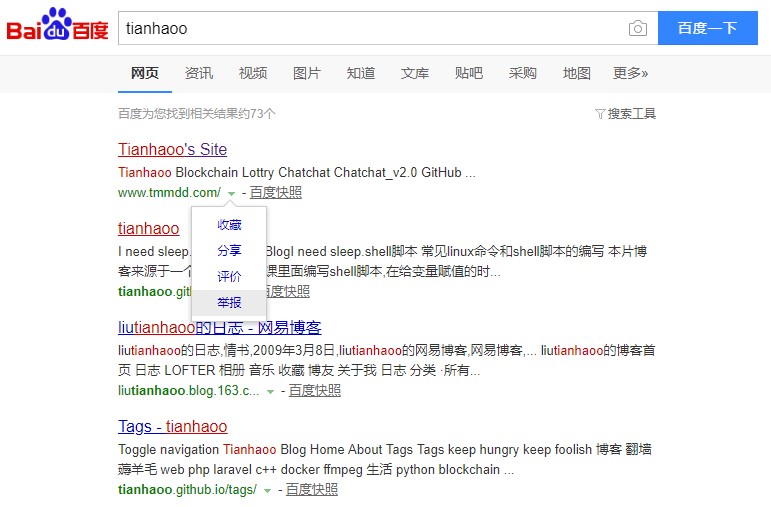 Bai du 百度
tianhaoo
百度一下
网页 资讯 视频 图片 知道 文库 贴吧 采购 地图 更多»
百度为您找到相关结果约73个
搜索工具
Tianhaoo's Site
Tianhaoo Blockchain Lottry Chatchat Chatchat_v2.0 GitHub ...
www.tmmdd.com/ - 百度快照
收藏
分享
评价
举报
tianhaoo
I need sleep. BlogI need sleep.shell脚本 常见linux命令和shell脚本的编写 本片博
客来源于一个 课里面编写shell脚本,在给变量赋值的时...
tianhaoo.git 百度快照
liutianhaoo的日志 - 网易博客
liutianhaoo的日志,情书,2009年3月8日,liutianhaoo的网易博客,网易博客,... liutianhaoo的博客首
页 日志 LOFTER 相册 音乐 收藏 博友 关于我 日志 分类 ·所有...
liutianhaoo.blog.163.c... - 百度快照
Tags - tianhaoo
Toggle navigation Tianhaoo Blog Home About Tags Tags keep hungry keep foolish 博客 翻墙
薅羊毛 web php laravel c++ docker ffmpeg 生活 python blockchain ...
tianhaoo.github.io/tags/ - 百度快照